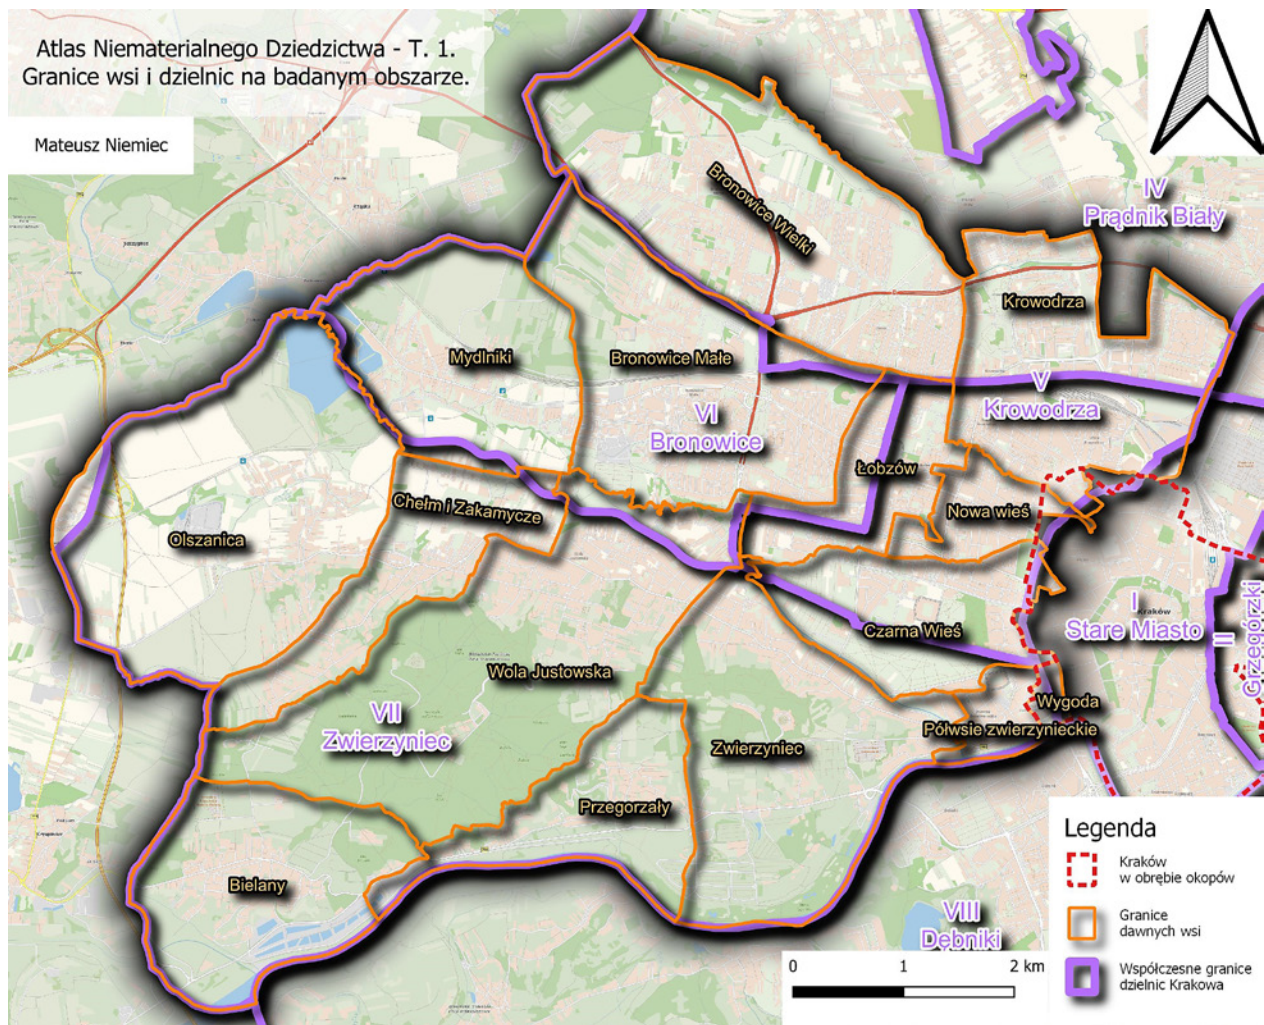 Atlas Niematerialnego Dziedzictwa - T. 1.
Granice wsi i dzielnic na badanym obszarze.
Mateusz Niemiec
Bronowice Wielki
IV
Prądnik Biały
Krowodrza
Mydlniki
Bronowice Małe
V
Krowodrza
VI
Bronowice
Łobzów
Chełm i Zakamycze
Nowa wieś
Olszanica
I
Kraków
Stare Miasto
II
Grzegórzki
Czarna Wieś
Wola Justowska
Wygoda
VII
Zwierzyniec
Półwsie zwierzynieckie
Zwierzyniec
Przegorzały
Bielany
VIII
Dębniki
Legenda
Kraków
w obrębie okopów
Granice
dawnych wsi
Współczesne granice
dzielnic Krakowa
0 1 2 km